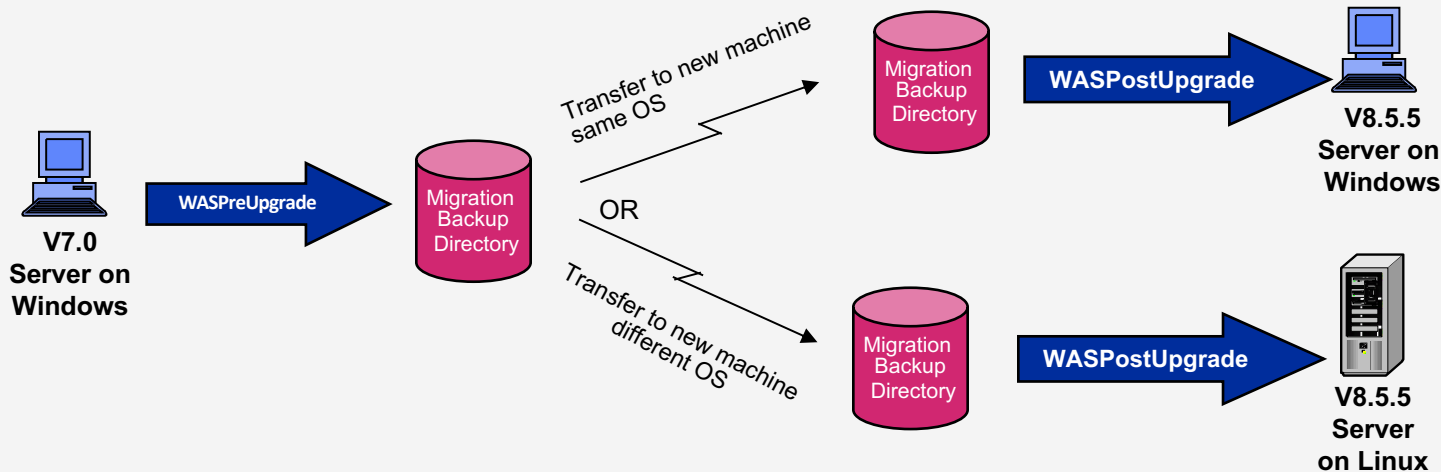 V7.0
Server on
Windows
WASPreUpgrade
Migration
Backup
Directory
Transfer to new machine
same OS
OR
Transfer to new machine
different OS
Migration
Backup
Directory
WASPostUpgrade
V8.5.5
Server on
Windows
Migration
Backup
Directory
WASPostUpgrade
V8.5.5
Server
on Linux